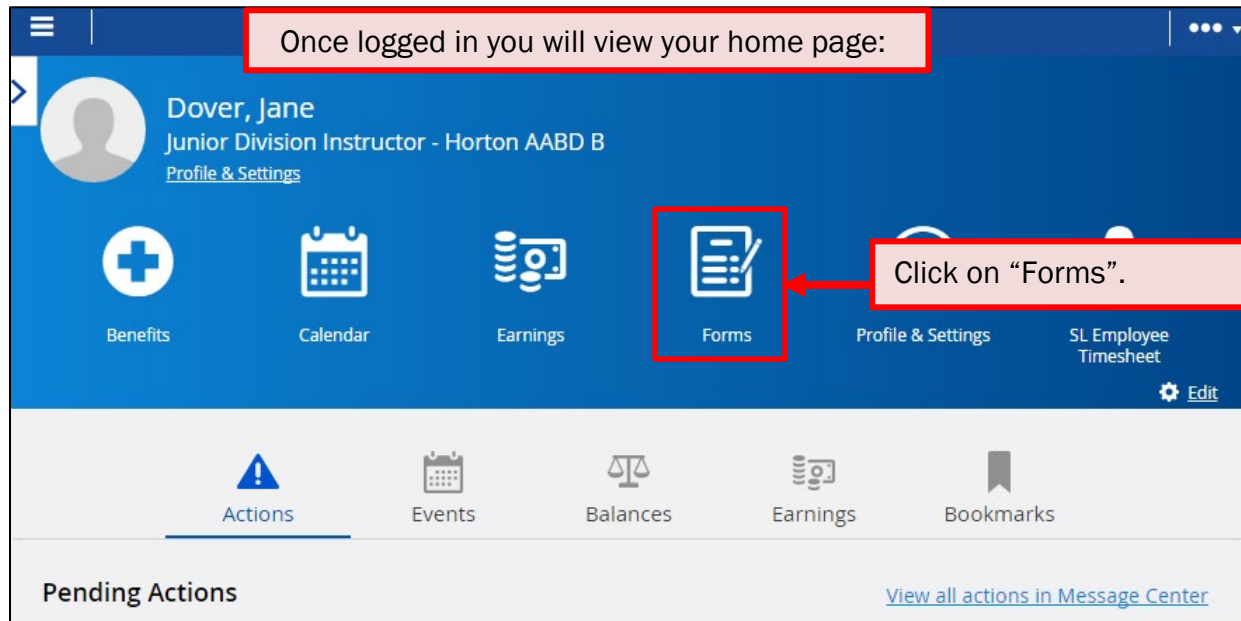 Once logged in you will view your home page:
Dover, Jane
Junior Division Instructor - Horton AABD B
Profile & Settings
Click on “Forms”.
Benefits
Calendar
Earnings
Forms
Profile & Settings
SL Employee
Timesheet
Edit
Actions
Events
Balances
Earnings
Bookmarks
Pending Actions
View all actions in Message Center